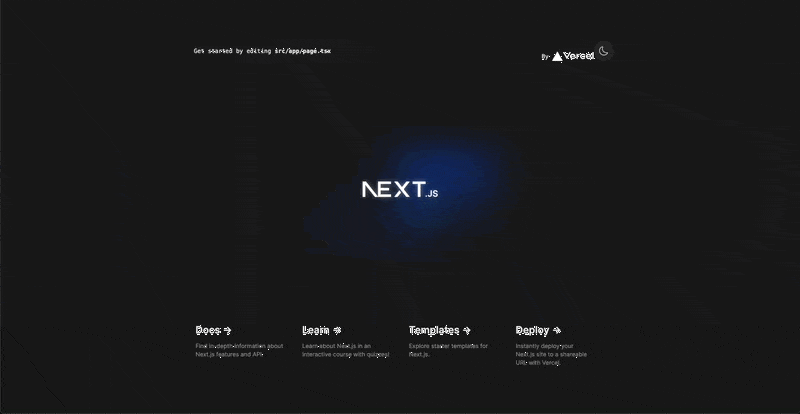 Get started by editing src/app/page.tsx
By Vercel
NEXT.JS
Docs ->
Find in-depth information about
Next.js features and API.
Learn ->
Learn about Next.js in an
interactive course with quizzes!
Templates ->
Explore starter templates for
Next.js.
Deploy ->
Instantly deploy your
Next.js site to a shareable
URL with Vercel.